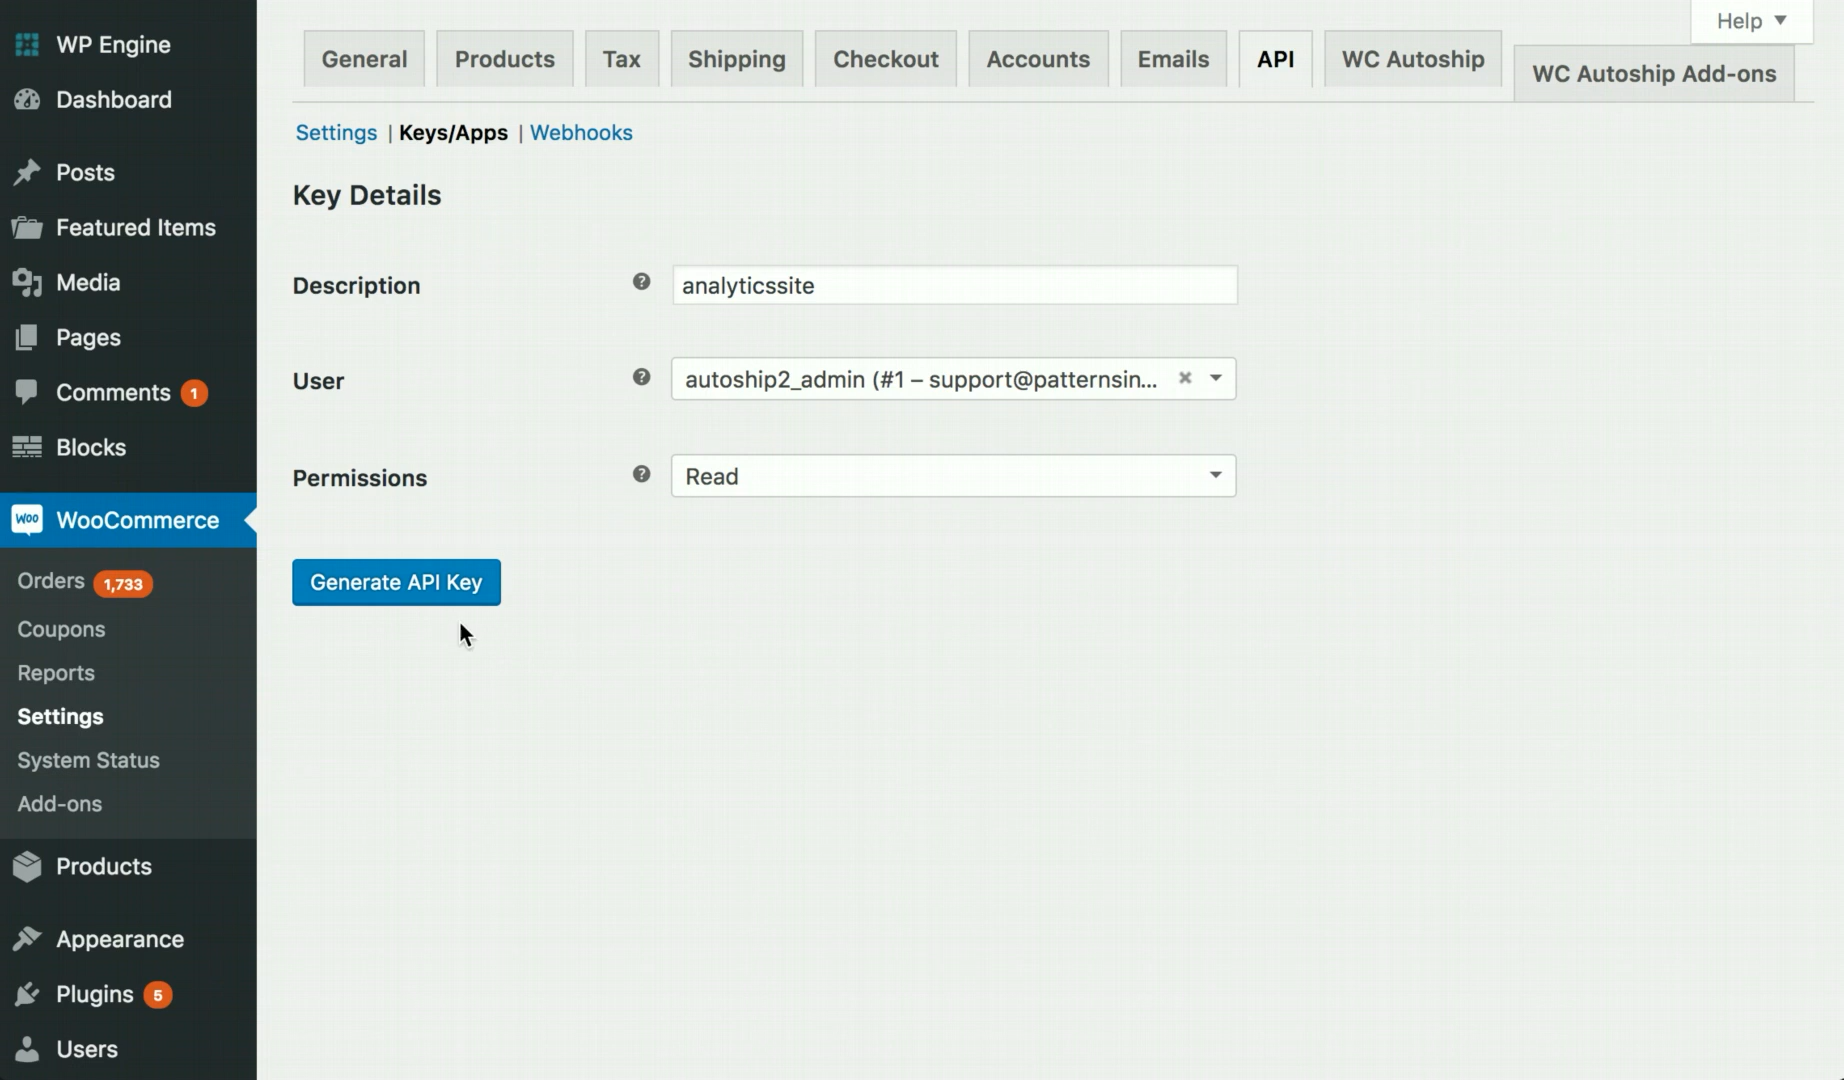 WP Engine
Dashboard
Posts
Featured Items
Media
Pages
Comments 1
Blocks
Woo WooCommerce
Orders 1,733
Coupons
Reports
Settings
System Status
Add-ons
Products
Appearance
Plugins 5
Users
Help
General Products Tax Shipping Checkout Accounts Emails API WC Autoship WC Autoship Add-ons
Settings | Keys/Apps | Webhooks
Key Details
Description ? analyticssite
User ? autoship2_admin (#1 – support@patternsin...
Permissions ? Read
Generate API Key